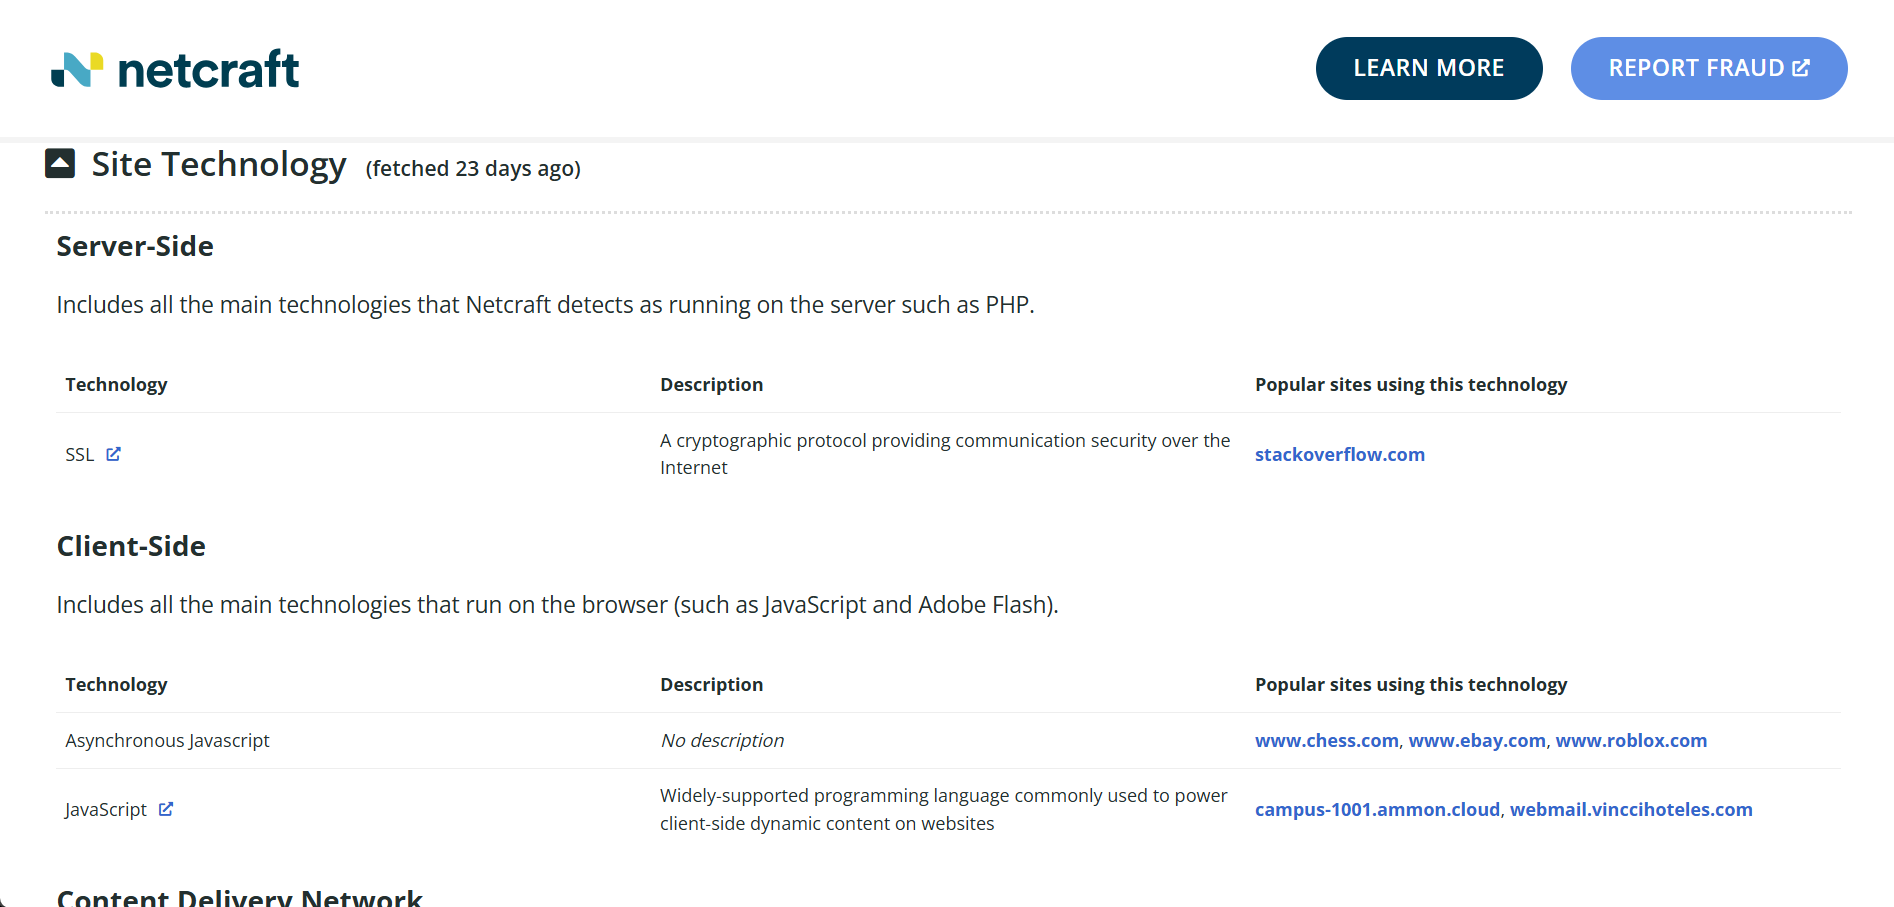 netcraft
LEARN MORE
REPORT FRAUD
Site Technology (fetched 23 days ago)
Server-Side
Includes all the main technologies that Netcraft detects as running on the server such as PHP.
Technology Description Popular sites using this technology
SSL A cryptographic protocol providing communication security over the Internet stackoverflow.com
Client-Side
Includes all the main technologies that run on the browser (such as JavaScript and Adobe Flash).
Technology Description Popular sites using this technology
Asynchronous Javascript No description www.chess.com, www.ebay.com, www.roblox.com
JavaScript Widely-supported programming language commonly used to power client-side dynamic content on websites campus-1001.ammon.cloud, webmail.vinccihoteles.com
Content Delivery Network